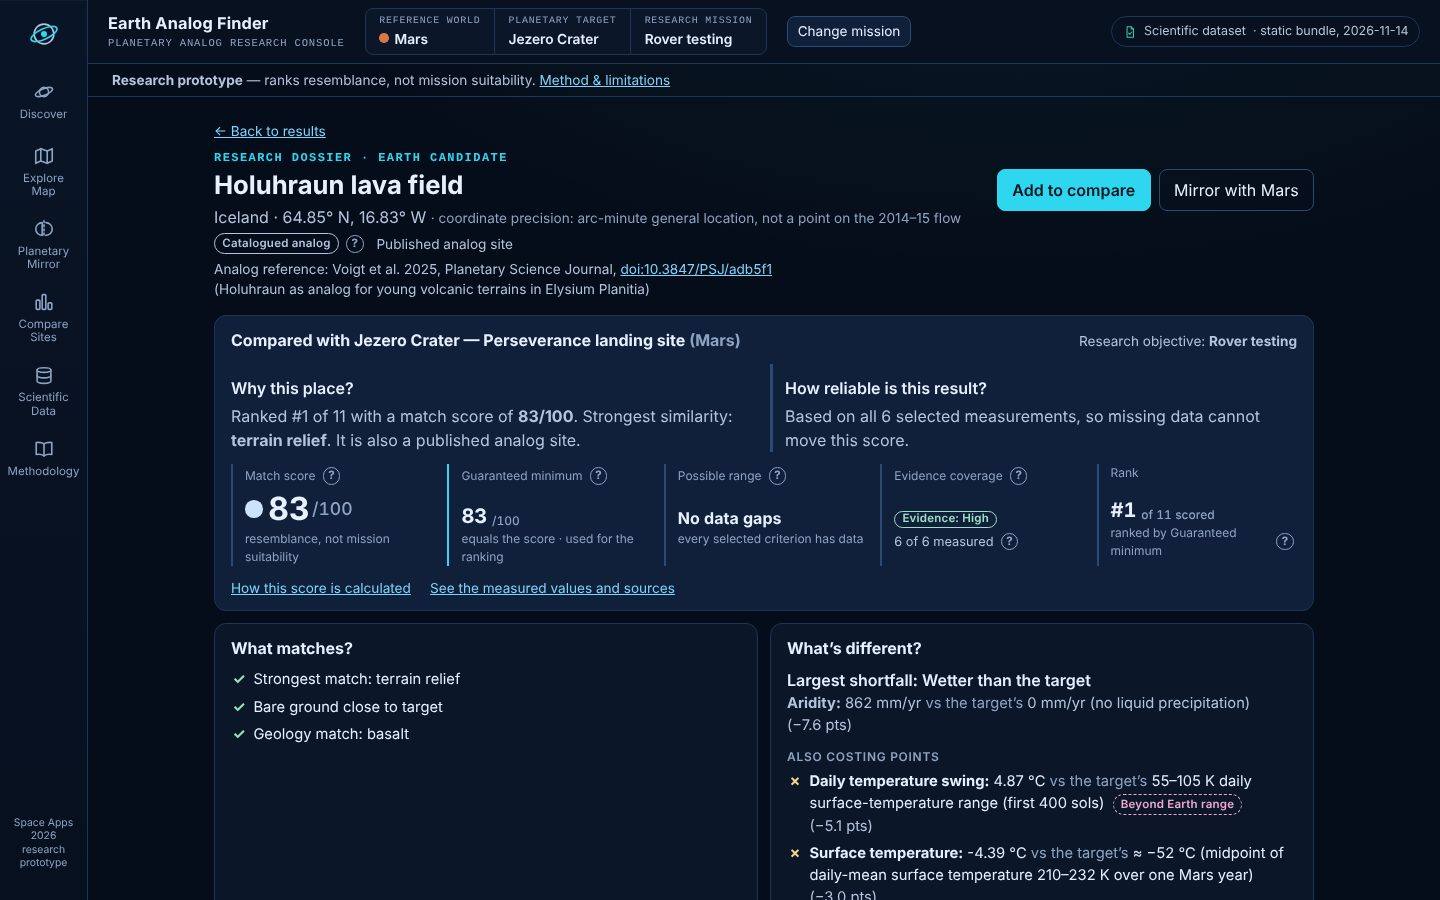 Earth Analog Finder
PLANETARY ANALOG RESEARCH CONSOLE
REFERENCE WORLD
Mars
PLANETARY TARGET
Jezero Crater
RESEARCH MISSION
Rover testing
Change mission
Scientific dataset · static bundle, 2026-11-14
Research prototype — ranks resemblance, not mission suitability. Method & limitations
Discover
Explore
Map
Planetary
Mirror
Compare
Sites
Scientific
Data
Methodology
Space Apps
2026
research
prototype
← Back to results
RESEARCH DOSSIER · EARTH CANDIDATE
Holuhraun lava field
Iceland · 64.85° N, 16.83° W · coordinate precision: arc-minute general location, not a point on the 2014–15 flow
Catalogued analog ? Published analog site
Analog reference: Voigt et al. 2025, Planetary Science Journal, doi:10.3847/PSJ/adb5f1
(Holuhraun as analog for young volcanic terrains in Elysium Planitia)
Add to compare
Mirror with Mars
Compared with Jezero Crater — Perseverance landing site (Mars)
Research objective: Rover testing
Why this place?
Ranked #1 of 11 with a match score of 83/100. Strongest similarity:
terrain relief. It is also a published analog site.
How reliable is this result?
Based on all 6 selected measurements, so missing data cannot
move this score.
Match score ?
83 /100
resemblance, not mission
suitability
Guaranteed minimum ?
83 /100
equals the score · used for the
ranking
Possible range ?
No data gaps
every selected criterion has data
Evidence coverage ?
Evidence: High
6 of 6 measured ?
Rank
#1 of 11 scored
ranked by Guaranteed
minimum ?
How this score is calculated
See the measured values and sources
What matches?
✓ Strongest match: terrain relief
✓ Bare ground close to target
✓ Geology match: basalt
What’s different?
Largest shortfall: Wetter than the target
Aridity: 862 mm/yr vs the target’s 0 mm/yr (no liquid precipitation)
(−7.6 pts)
ALSO COSTING POINTS
× Daily temperature swing: 4.87 °C vs the target’s 55–105 K daily
surface-temperature range (first 400 sols) Beyond Earth range
(−5.1 pts)
× Surface temperature: -4.39 °C vs the target’s ≈ −52 °C (midpoint of
daily-mean surface temperature 210–232 K over one Mars year)
(−3.0 pts)